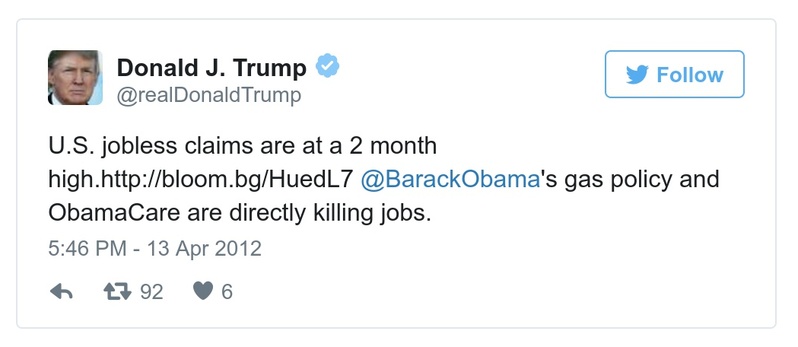 Donald J. Trump
@realDonaldTrump
Follow
U.S. jobless claims are at a 2 month
high.http://bloom.bg/HuedL7 @BarackObama's gas policy and
ObamaCare are directly killing jobs.
5:46 PM - 13 Apr 2012
92 6